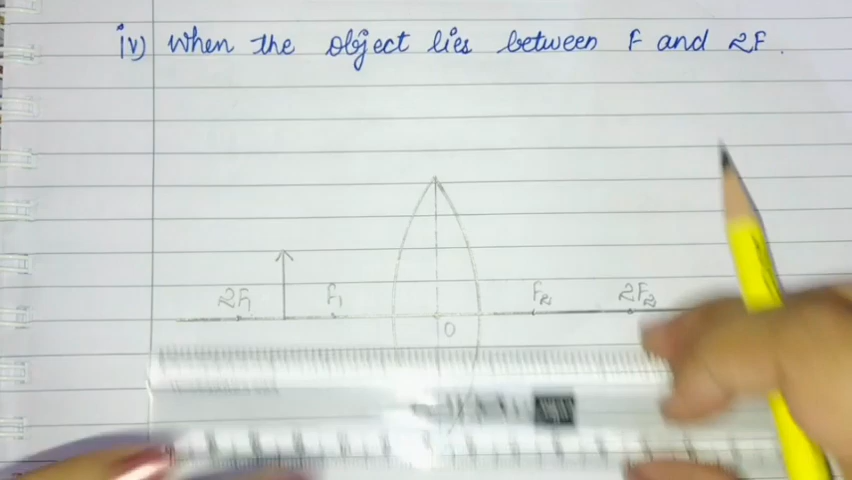 iv) When the object lies between F and 2F.
2F1 F1 F2 2F2
O